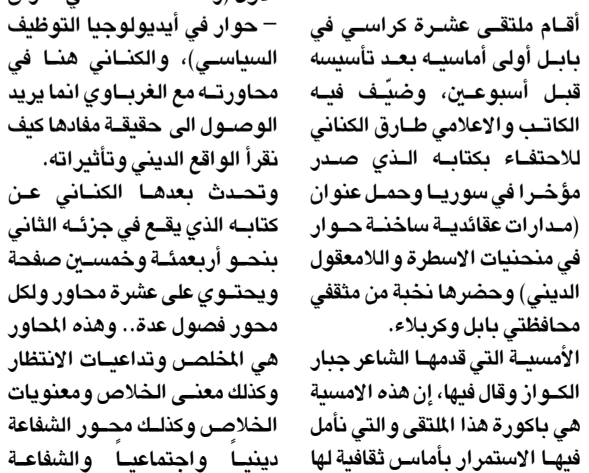 أقام ملتقى عشرة كراسي في
بابل أولى أماسيه بعد تأسيسه
قبل أسبوعين، وضيّف فيه
الكاتب والاعلامي طارق الكناني
للاحتفاء بكتابه الذي صدر
مؤخرا في سوريا وحمل عنوان
(مدارات عقائدية ساخنة حوار
في منحنيات الاسطرة واللامعقول
الديني) وحضرها نخبة من مثقفي
محافظتي بابل وكربلاء.
الأمسية التي قدمها الشاعر جبار
الكواز وقال فيها، إن هذه الامسية
هي باكورة هذا الملتقى والتي نأمل
فيها الاستمرار بأماسٍ ثقافية لها
– حوار في أيديولوجيا التوظيف
السياسي)، والكناني هنا في
محاورته مع الغرباوي انما يريد
الوصول الى حقيقة مفادها كيف
نقرأ الواقع الديني وتأثيراته.
وتحدث بعدها الكناني عن
كتابه الذي يقع في جزئه الثاني
بنحو أربعمئة وخمسين صفحة
ويحتوي على عشرة محاور ولكل
محور فصول عدة.. وهذه المحاور
هي المخلص وتداعيات الانتظار
وكذلك معنى الخلاص ومعنويات
الخلاص وكذلك محور الشفاعة
دينياً واجتماعياً والشفاعة